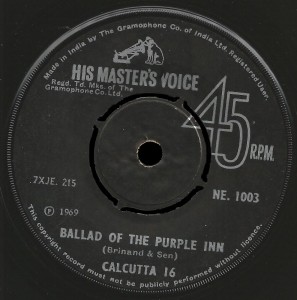 Made in India by The Gramophone Co. of India Ltd. Registered User.
HIS MASTER'S VOICE
Regd. Td. Mks. of The
Gramophone Co. Ltd.
45
R.P.M.
7XJE. 215
NE. 1003
℗ 1969
BALLAD OF THE PURPLE INN
(Brinand & Sen)
CALCUTTA 16
This copyright record must not be publicly performed without licence.